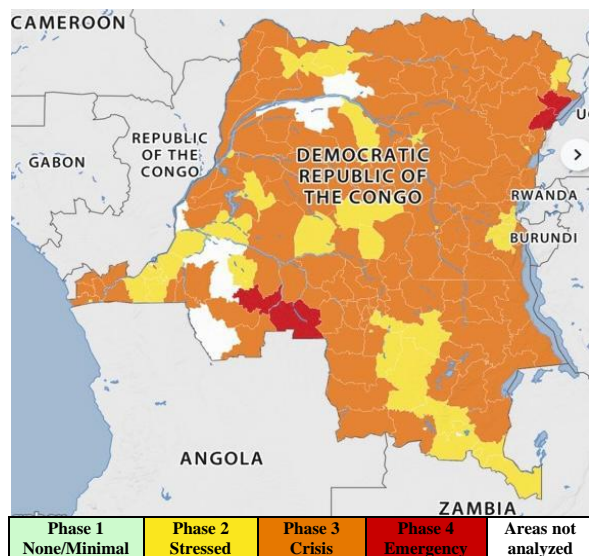 CAMEROON
REPUBLIC
OF THE
CONGO
GABON
DEMOCRATIC
REPUBLIC OF
THE CONGO
RWANDA
BURUNDI
ANGOLA
ZAMBIA
Phase 1
None/Minimal
Phase 2
Stressed
Phase 3
Crisis
Phase 4
Emergency
Areas not
analyzed